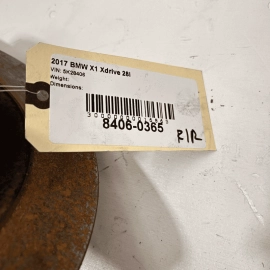 2017 BMW X1 Xdrive 28i
VIN: 5K28406
Weight:
Dimensions:
8406-0365
R/R